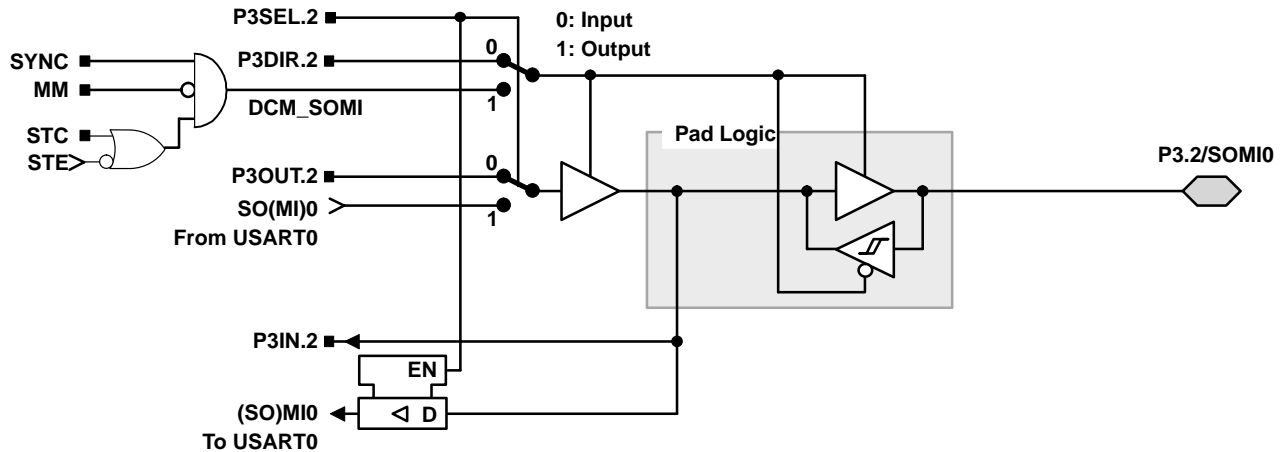 P3SEL.2
0: Input
1: Output
SYNC
P3DIR.2
0
MM
DCM_SOMI
1
STC
STE
Pad Logic
P3.2/SOMI0
P3OUT.2
0
SO(MI)0
1
From USART0
P3IN.2
EN
(SO)MI0
D
To USART0